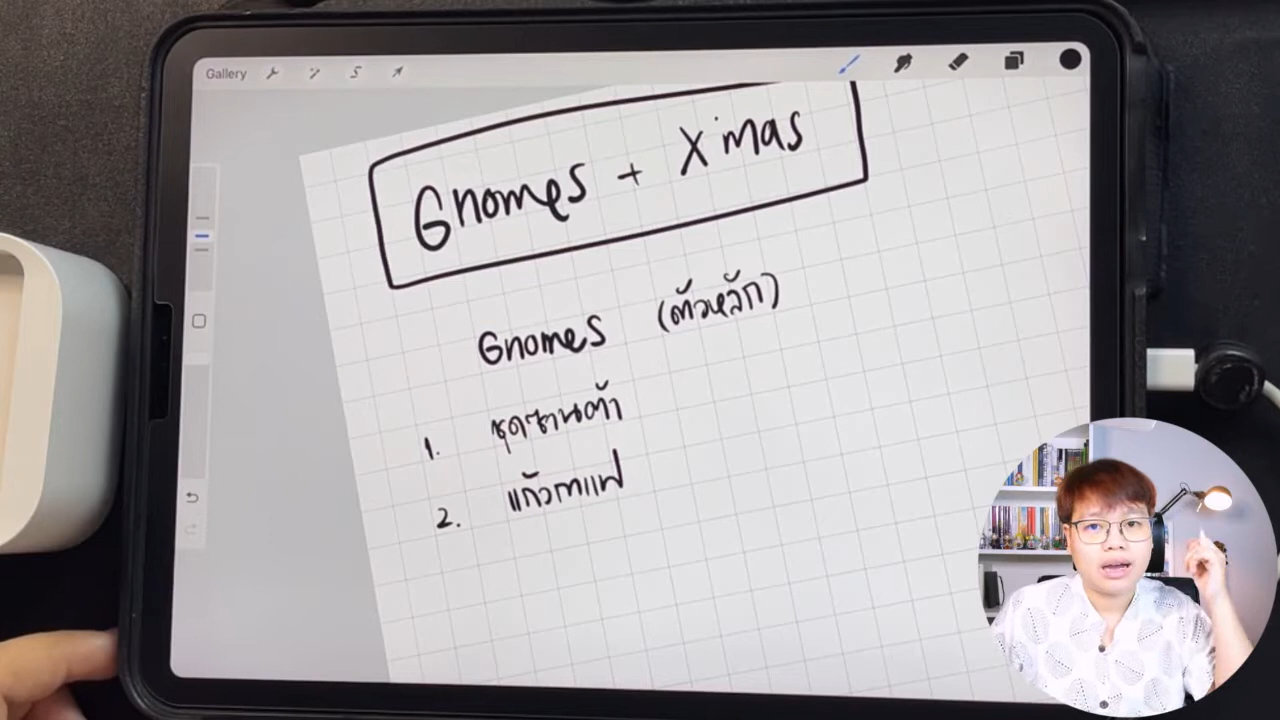 Gallery
Gnomes + X'mas
Gnomes (ตัวหลัก)
1. ชุดซานต้า
2. แก้วกาแฟ